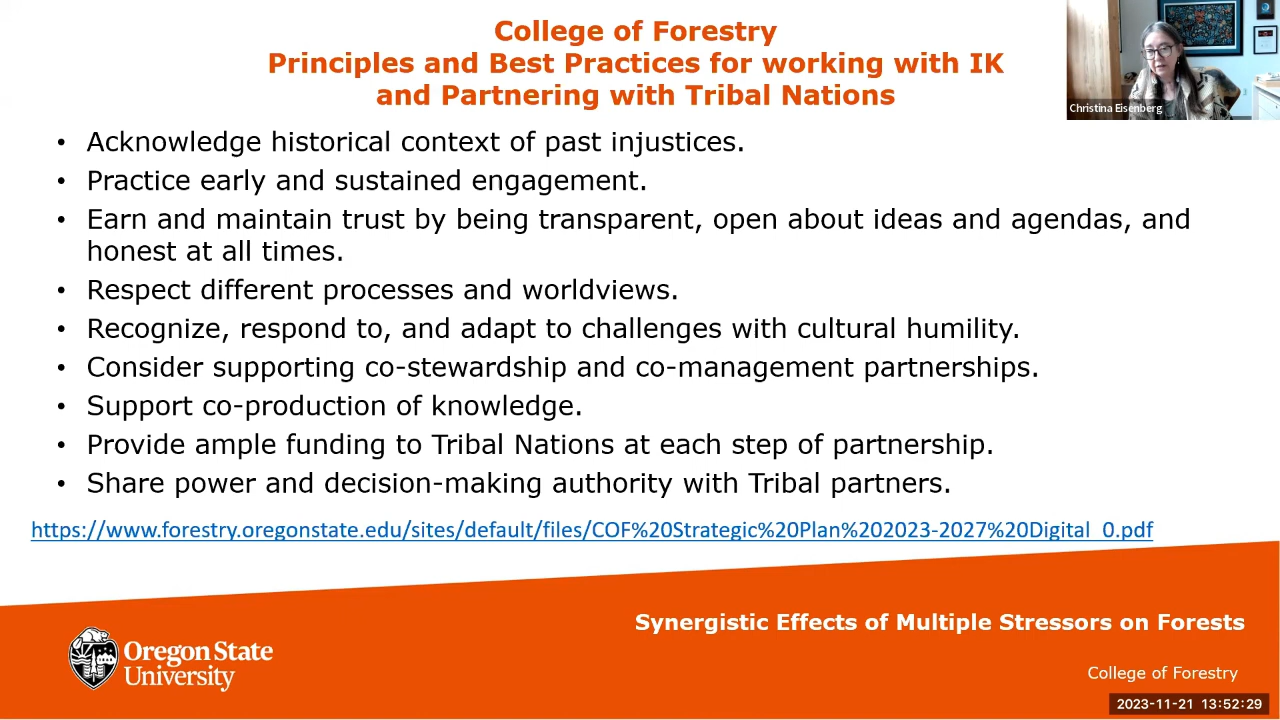 College of Forestry
Principles and Best Practices for working with IK
and Partnering with Tribal Nations
Christina Eisenberg
• Acknowledge historical context of past injustices.
• Practice early and sustained engagement.
• Earn and maintain trust by being transparent, open about ideas and agendas, and
honest at all times.
• Respect different processes and worldviews.
• Recognize, respond to, and adapt to challenges with cultural humility.
• Consider supporting co-stewardship and co-management partnerships.
• Support co-production of knowledge.
• Provide ample funding to Tribal Nations at each step of partnership.
• Share power and decision-making authority with Tribal partners.
https://www.forestry.oregonstate.edu/sites/default/files/COF%20Strategic%20Plan%202023-2027%20Digital_0.pdf
Synergistic Effects of Multiple Stressors on Forests
Oregon State
University
College of Forestry
2023-11-21 13:52:29